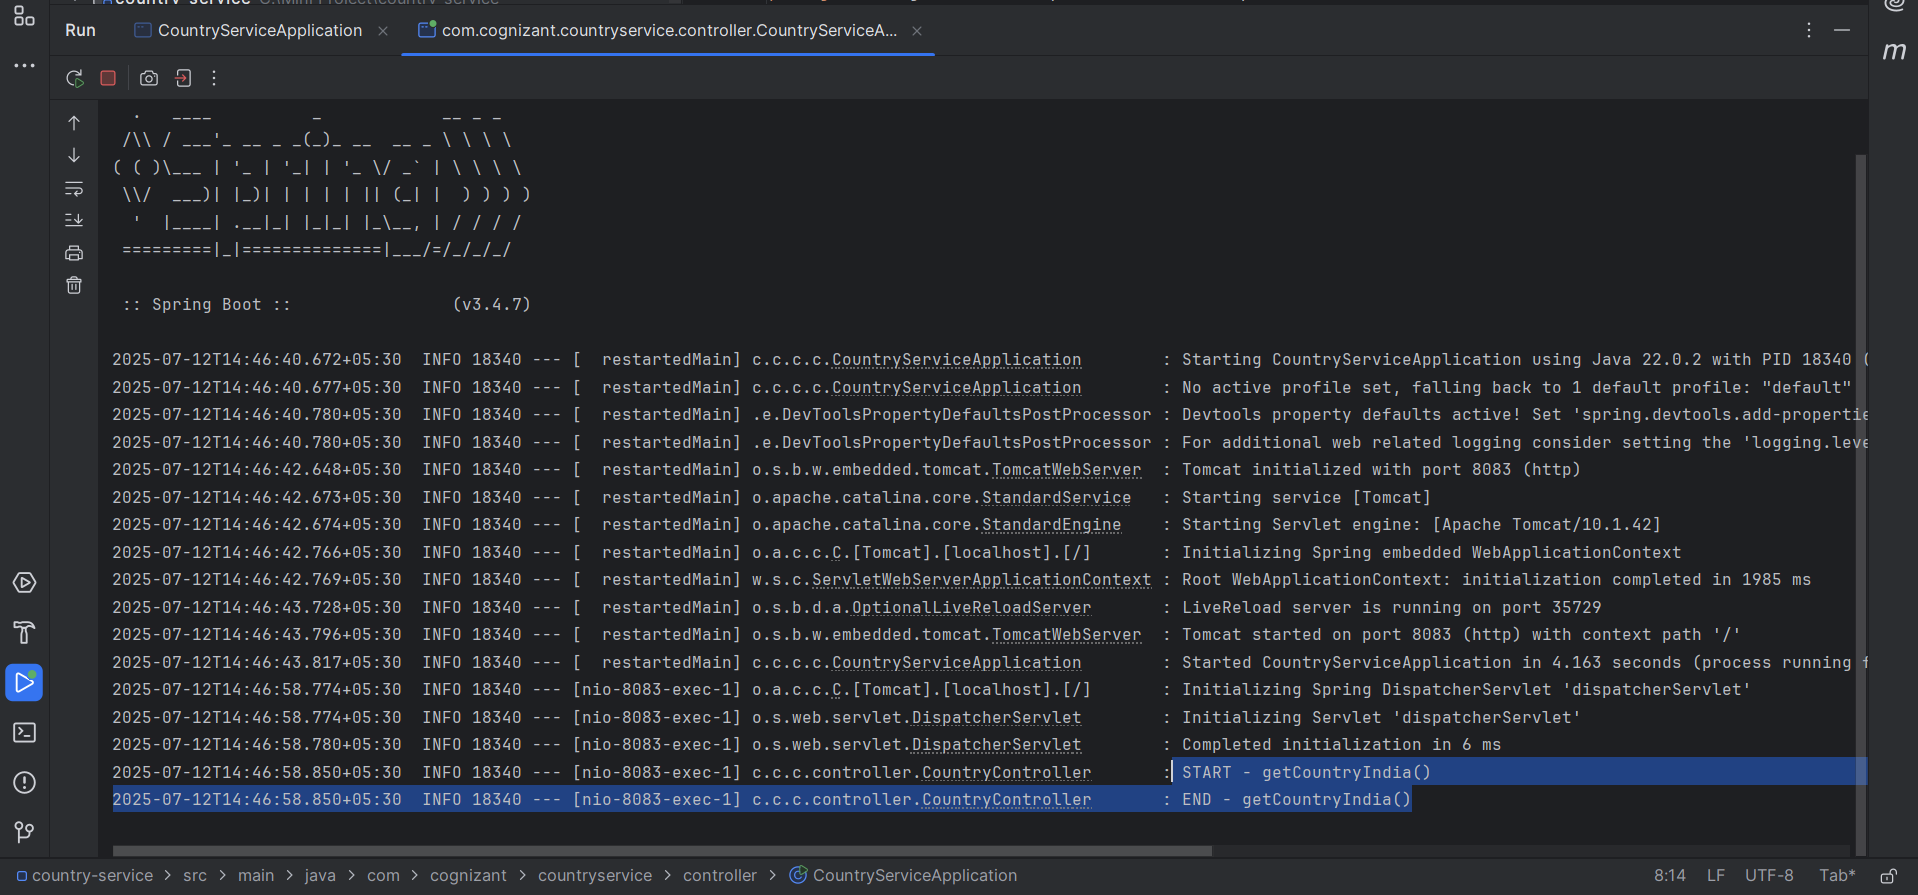 Run CountryServiceApplication com.cognizant.countryservice.controller.CountryServiceA...
  .   ____          _            __ _ _
 /\\ / ___'_ __ _ _(_)_ __  __ _ \ \ \ \
( ( )\___ | '_ | '_| | '_ \/ _` | \ \ \ \
 \\/  ___)| |_)| | | | | || (_| |  ) ) ) )
  '  |____| .__|_| |_|_| |_\__, | / / / /
 =========|_|==============|___/=/_/_/_/
:: Spring Boot ::                (v3.4.7)
2025-07-12T14:46:40.672+05:30  INFO 18340 --- [  restartedMain] c.c.c.c.CountryServiceApplication        : Starting CountryServiceApplication using Java 22.0.2 with PID 18340 (
2025-07-12T14:46:40.677+05:30  INFO 18340 --- [  restartedMain] c.c.c.c.CountryServiceApplication        : No active profile set, falling back to 1 default profile: "default"
2025-07-12T14:46:40.780+05:30  INFO 18340 --- [  restartedMain] .e.DevToolsPropertyDefaultsPostProcessor : Devtools property defaults active! Set 'spring.devtools.add-propertie
2025-07-12T14:46:40.780+05:30  INFO 18340 --- [  restartedMain] .e.DevToolsPropertyDefaultsPostProcessor : For additional web related logging consider setting the 'logging.leve
2025-07-12T14:46:42.648+05:30  INFO 18340 --- [  restartedMain] o.s.b.w.embedded.tomcat.TomcatWebServer  : Tomcat initialized with port 8083 (http)
2025-07-12T14:46:42.673+05:30  INFO 18340 --- [  restartedMain] o.apache.catalina.core.StandardService   : Starting service [Tomcat]
2025-07-12T14:46:42.674+05:30  INFO 18340 --- [  restartedMain] o.apache.catalina.core.StandardEngine    : Starting Servlet engine: [Apache Tomcat/10.1.42]
2025-07-12T14:46:42.766+05:30  INFO 18340 --- [  restartedMain] o.a.c.c.C.[Tomcat].[localhost].[/]       : Initializing Spring embedded WebApplicationContext
2025-07-12T14:46:42.769+05:30  INFO 18340 --- [  restartedMain] w.s.c.ServletWebServerApplicationContext : Root WebApplicationContext: initialization completed in 1985 ms
2025-07-12T14:46:43.728+05:30  INFO 18340 --- [  restartedMain] o.s.b.d.a.OptionalLiveReloadServer       : LiveReload server is running on port 35729
2025-07-12T14:46:43.796+05:30  INFO 18340 --- [  restartedMain] o.s.b.w.embedded.tomcat.TomcatWebServer  : Tomcat started on port 8083 (http) with context path '/'
2025-07-12T14:46:43.817+05:30  INFO 18340 --- [  restartedMain] c.c.c.c.CountryServiceApplication        : Started CountryServiceApplication in 4.163 seconds (process running f
2025-07-12T14:46:58.774+05:30  INFO 18340 --- [nio-8083-exec-1] o.a.c.c.C.[Tomcat].[localhost].[/]       : Initializing Spring DispatcherServlet 'dispatcherServlet'
2025-07-12T14:46:58.774+05:30  INFO 18340 --- [nio-8083-exec-1] o.s.web.servlet.DispatcherServlet        : Initializing Servlet 'dispatcherServlet'
2025-07-12T14:46:58.780+05:30  INFO 18340 --- [nio-8083-exec-1] o.s.web.servlet.DispatcherServlet        : Completed initialization in 6 ms
2025-07-12T14:46:58.850+05:30  INFO 18340 --- [nio-8083-exec-1] c.c.c.controller.CountryController       : START - getCountryIndia()
2025-07-12T14:46:58.850+05:30  INFO 18340 --- [nio-8083-exec-1] c.c.c.controller.CountryController       : END - getCountryIndia()
country-service > src > main > java > com > cognizant > countryservice > controller > CountryServiceApplication 8:14 LF UTF-8 Tab*